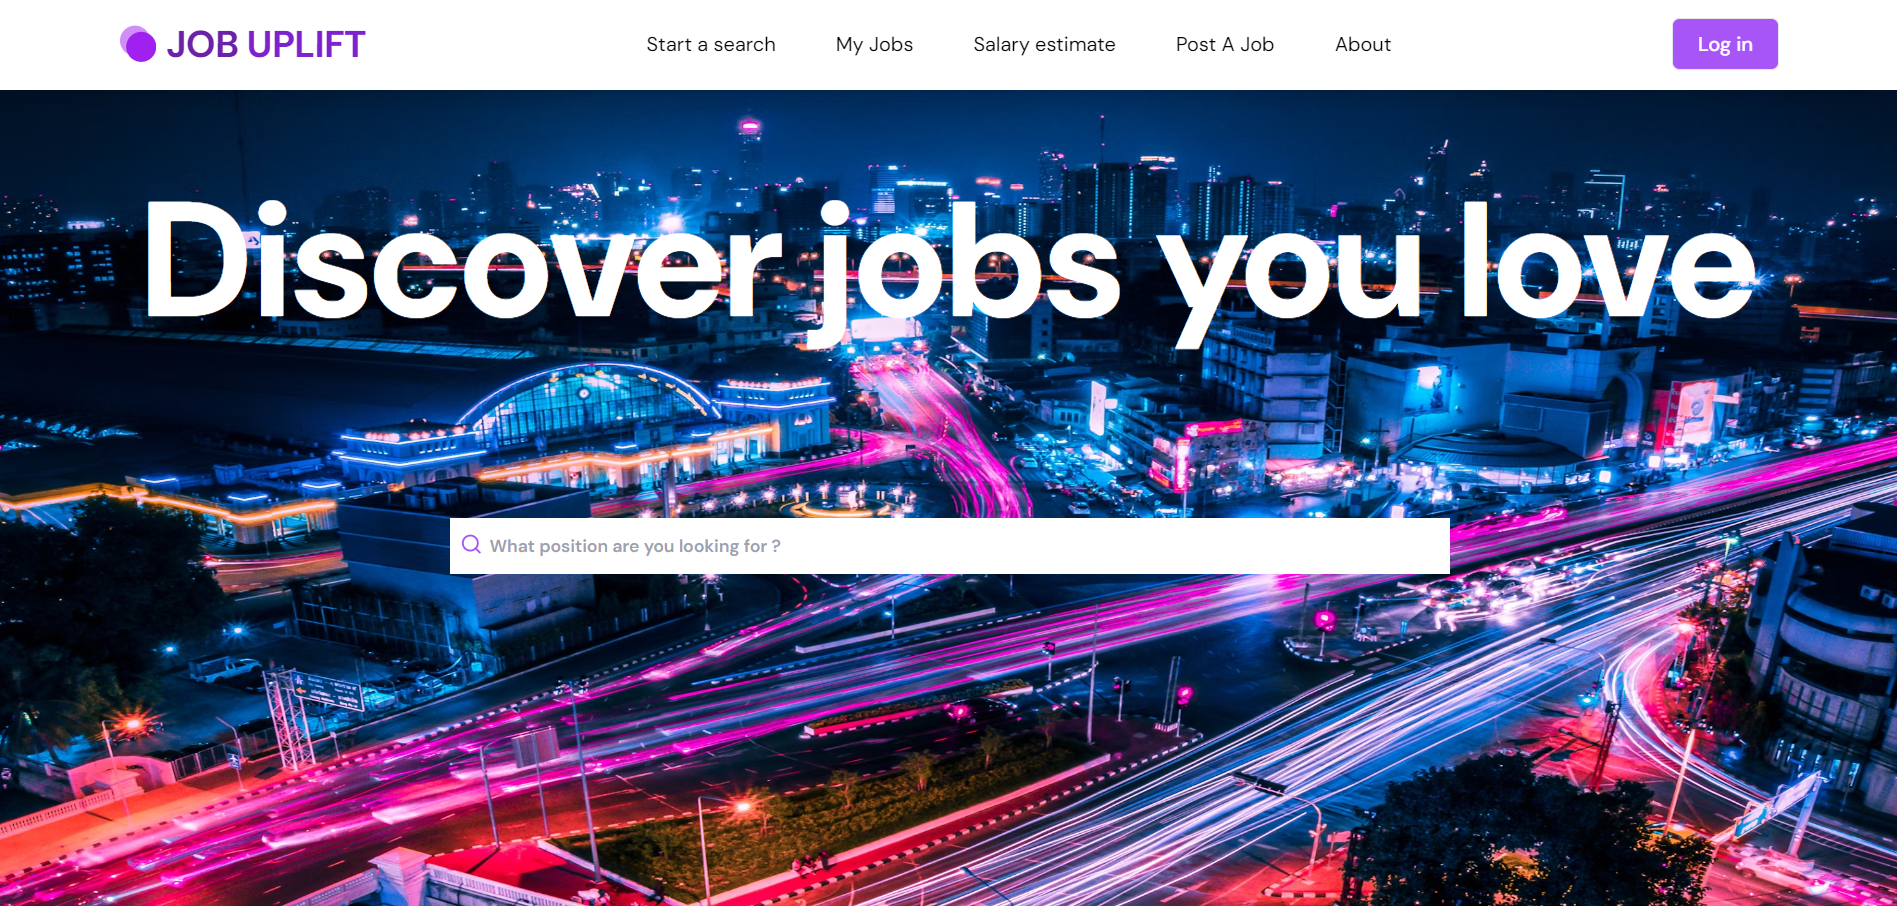 JOB UPLIFT
Start a search
My Jobs
Salary estimate
Post A Job
About
Log in
Discover jobs you love
What position are you looking for ?